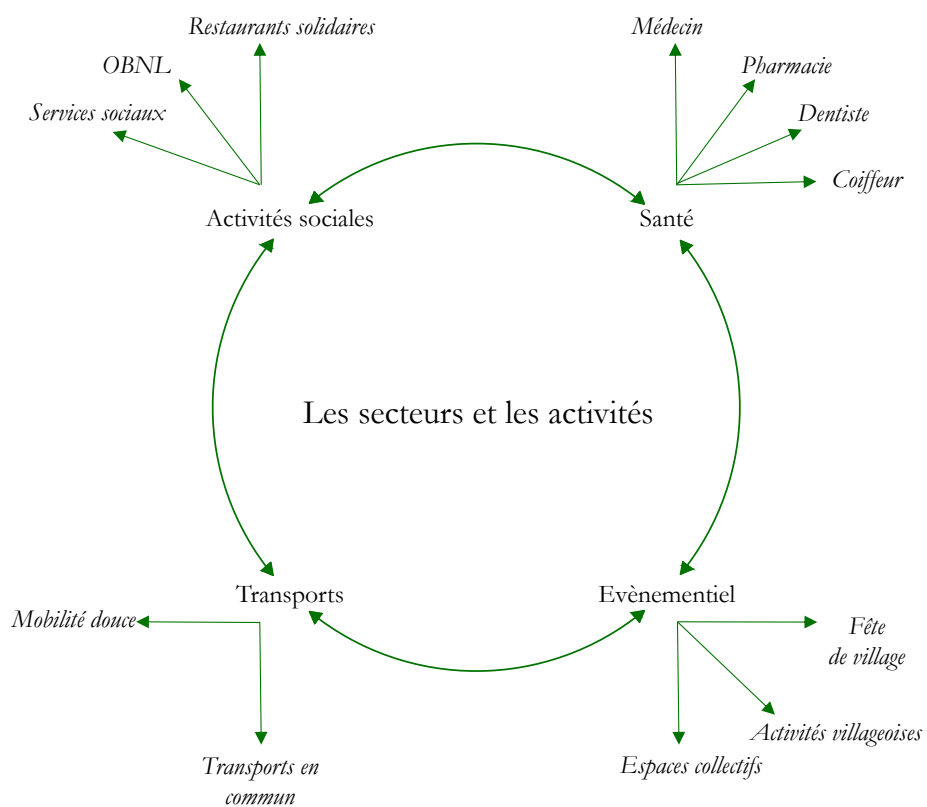 Restaurants solidaires
Médecin
OBNL
Pharmacie
Services sociaux
Dentiste
Coiffeur
Activités sociales
Santé
Les secteurs et les activités
Transports
Evènementiel
Mobilité douce
Fête
de village
Activités villageoises
Transports en
commun
Espaces collectifs